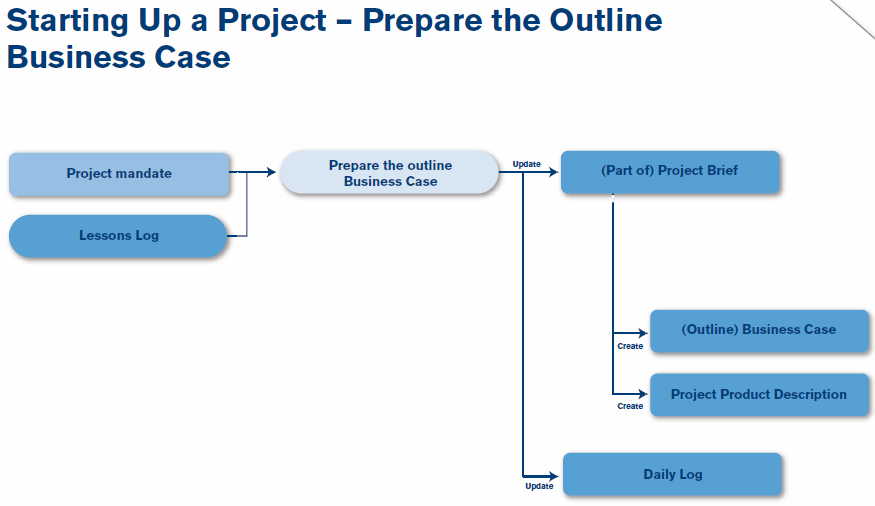 Starting Up a Project – Prepare the Outline
Business Case
Project mandate
Prepare the outline
Business Case
Update
(Part of) Project Brief
Lessons Log
(Outline) Business Case
Create
Project Product Description
Create
Daily Log
Update